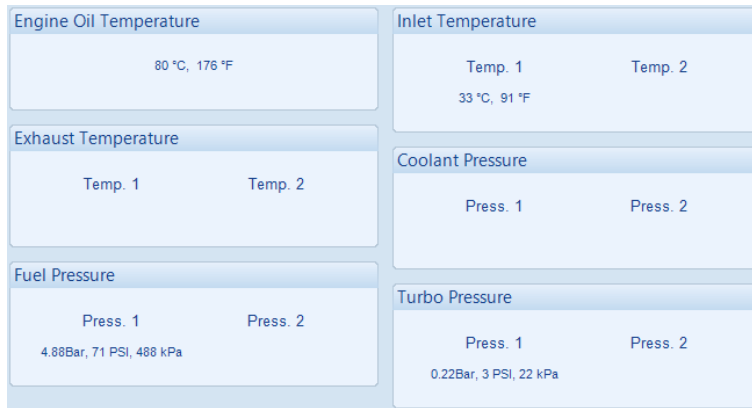 Engine Oil Temperature
80 °C, 176 °F
Exhaust Temperature
Temp. 1 Temp. 2
Fuel Pressure
Press. 1 Press. 2
4.88Bar, 71 PSI, 488 kPa
Inlet Temperature
Temp. 1 Temp. 2
33 °C, 91 °F
Coolant Pressure
Press. 1 Press. 2
Turbo Pressure
Press. 1 Press. 2
0.22Bar, 3 PSI, 22 kPa